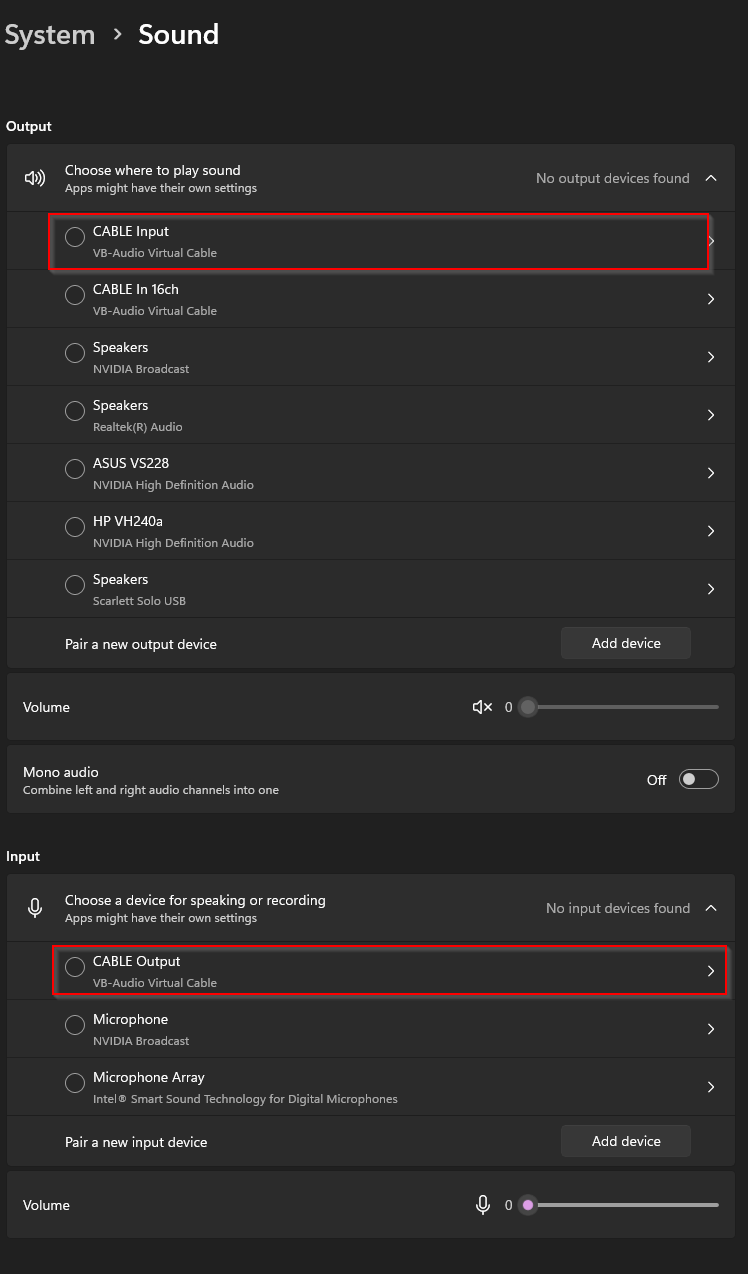 System > Sound
Output
Choose where to play sound
Apps might have their own settings
No output devices found
CABLE Input
VB-Audio Virtual Cable
CABLE In 16ch
VB-Audio Virtual Cable
Speakers
NVIDIA Broadcast
Speakers
Realtek(R) Audio
ASUS VS228
NVIDIA High Definition Audio
HP VH240a
NVIDIA High Definition Audio
Speakers
Scarlett Solo USB
Pair a new output device
Add device
Volume
0
Mono audio
Combine left and right audio channels into one
Off
Input
Choose a device for speaking or recording
Apps might have their own settings
No input devices found
CABLE Output
VB-Audio Virtual Cable
Microphone
NVIDIA Broadcast
Microphone Array
Intel® Smart Sound Technology for Digital Microphones
Pair a new input device
Add device
Volume
0